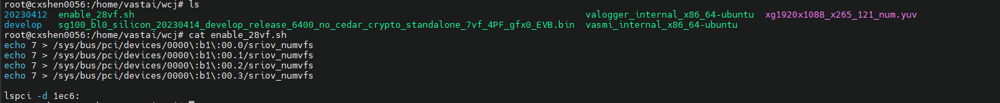 root@cxshen0056:/home/vastai/wcj# ls
20230412 enable_28vf.sh valogger_internal_x86_64-ubuntu xg1920x1088_x265_121_num.yuv
develop sg100_bl0_silicon_20230414_develop_release_6400_no_cedar_crypto_standalone_7vf_4PF_gfx0_EVB.bin vasmi_internal_x86_64-ubuntu
root@cxshen0056:/home/vastai/wcj# cat enable_28vf.sh
echo 7 > /sys/bus/pci/devices/0000\:b1\:00.0/sriov_numvfs
echo 7 > /sys/bus/pci/devices/0000\:b1\:00.1/sriov_numvfs
echo 7 > /sys/bus/pci/devices/0000\:b1\:00.2/sriov_numvfs
echo 7 > /sys/bus/pci/devices/0000\:b1\:00.3/sriov_numvfs
lspci -d 1ec6: